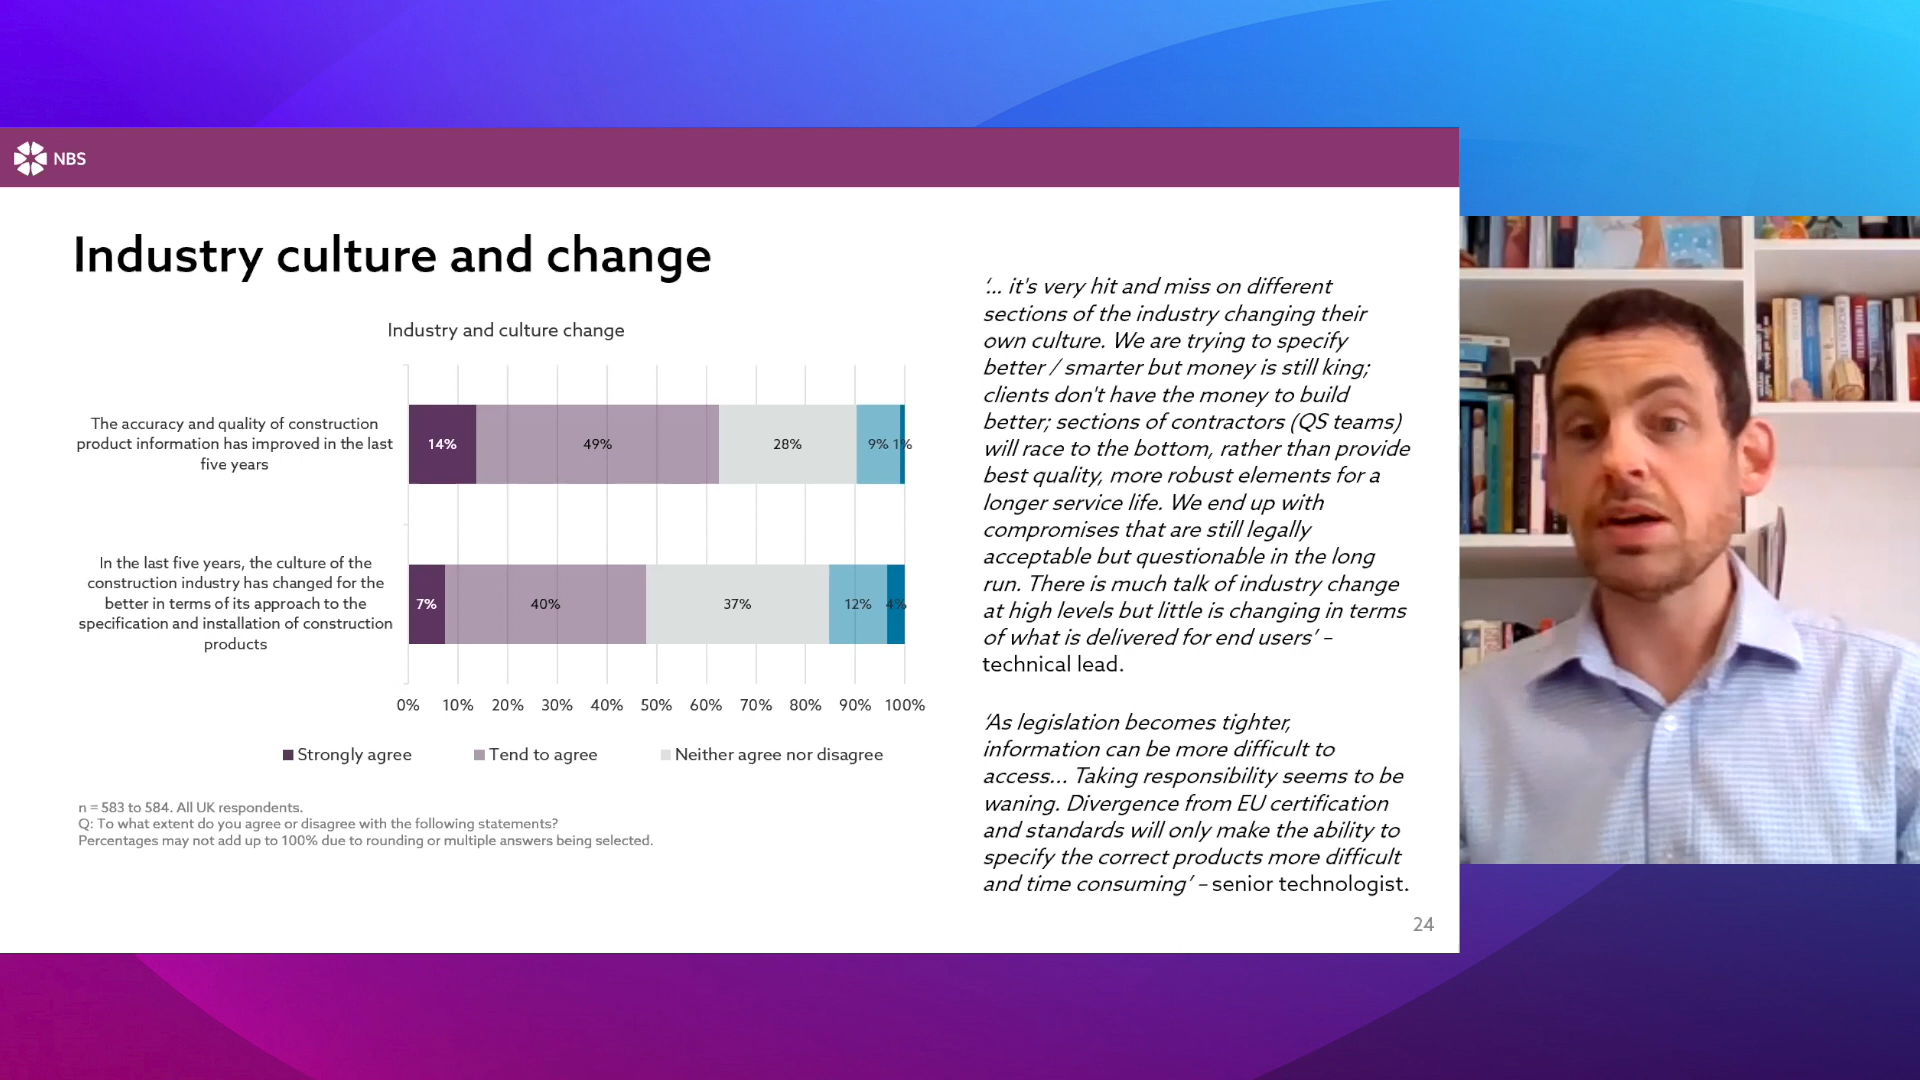 NBS
Industry culture and change
Industry and culture change
The accuracy and quality of construction
product information has improved in the last
five years
14%
49%
28%
9%
1%
In the last five years, the culture of the
construction industry has changed for the
better in terms of its approach to the
specification and installation of construction
products
7%
40%
37%
12%
4%
0% 10% 20% 30% 40% 50% 60% 70% 80% 90% 100%
Strongly agree
Tend to agree
Neither agree nor disagree
n = 583 to 584. All UK respondents.
Q: To what extent do you agree or disagree with the following statements?
Percentages may not add up to 100% due to rounding or multiple answers being selected.
‘... it's very hit and miss on different
sections of the industry changing their
own culture. We are trying to specify
better / smarter but money is still king;
clients don't have the money to build
better; sections of contractors (QS teams)
will race to the bottom, rather than provide
best quality, more robust elements for a
longer service life. We end up with
compromises that are still legally
acceptable but questionable in the long
run. There is much talk of industry change
at high levels but little is changing in terms
of what is delivered for end users’ –
technical lead.
‘As legislation becomes tighter,
information can be more difficult to
access... Taking responsibility seems to be
waning. Divergence from EU certification
and standards will only make the ability to
specify the correct products more difficult
and time consuming’ – senior technologist.
24